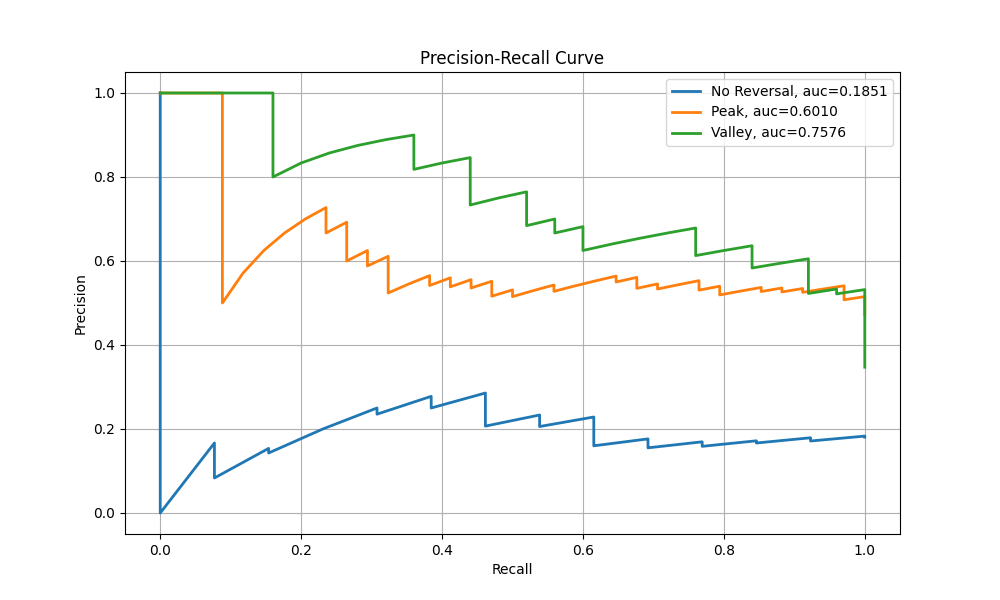 Precision-Recall Curve
No Reversal, auc=0.1851
Peak, auc=0.6010
Valley, auc=0.7576
Precision
1.0
0.8
0.6
0.4
0.2
0.0
0.0 0.2 0.4 0.6 0.8 1.0
Recall